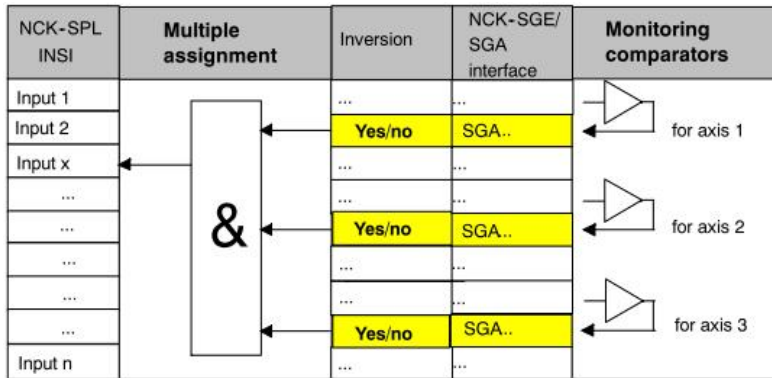 NCK-SPL
INSI
Multiple
assignment
Inversion
NCK-SGE/
SGA
interface
Monitoring
comparators
Input 1
...
...
Input 2
Yes/no
SGA..
for axis 1
Input x
...
...
...
...
...
...
&
Yes/no
SGA..
for axis 2
...
...
...
...
...
...
...
Yes/no
SGA..
for axis 3
Input n
...
...